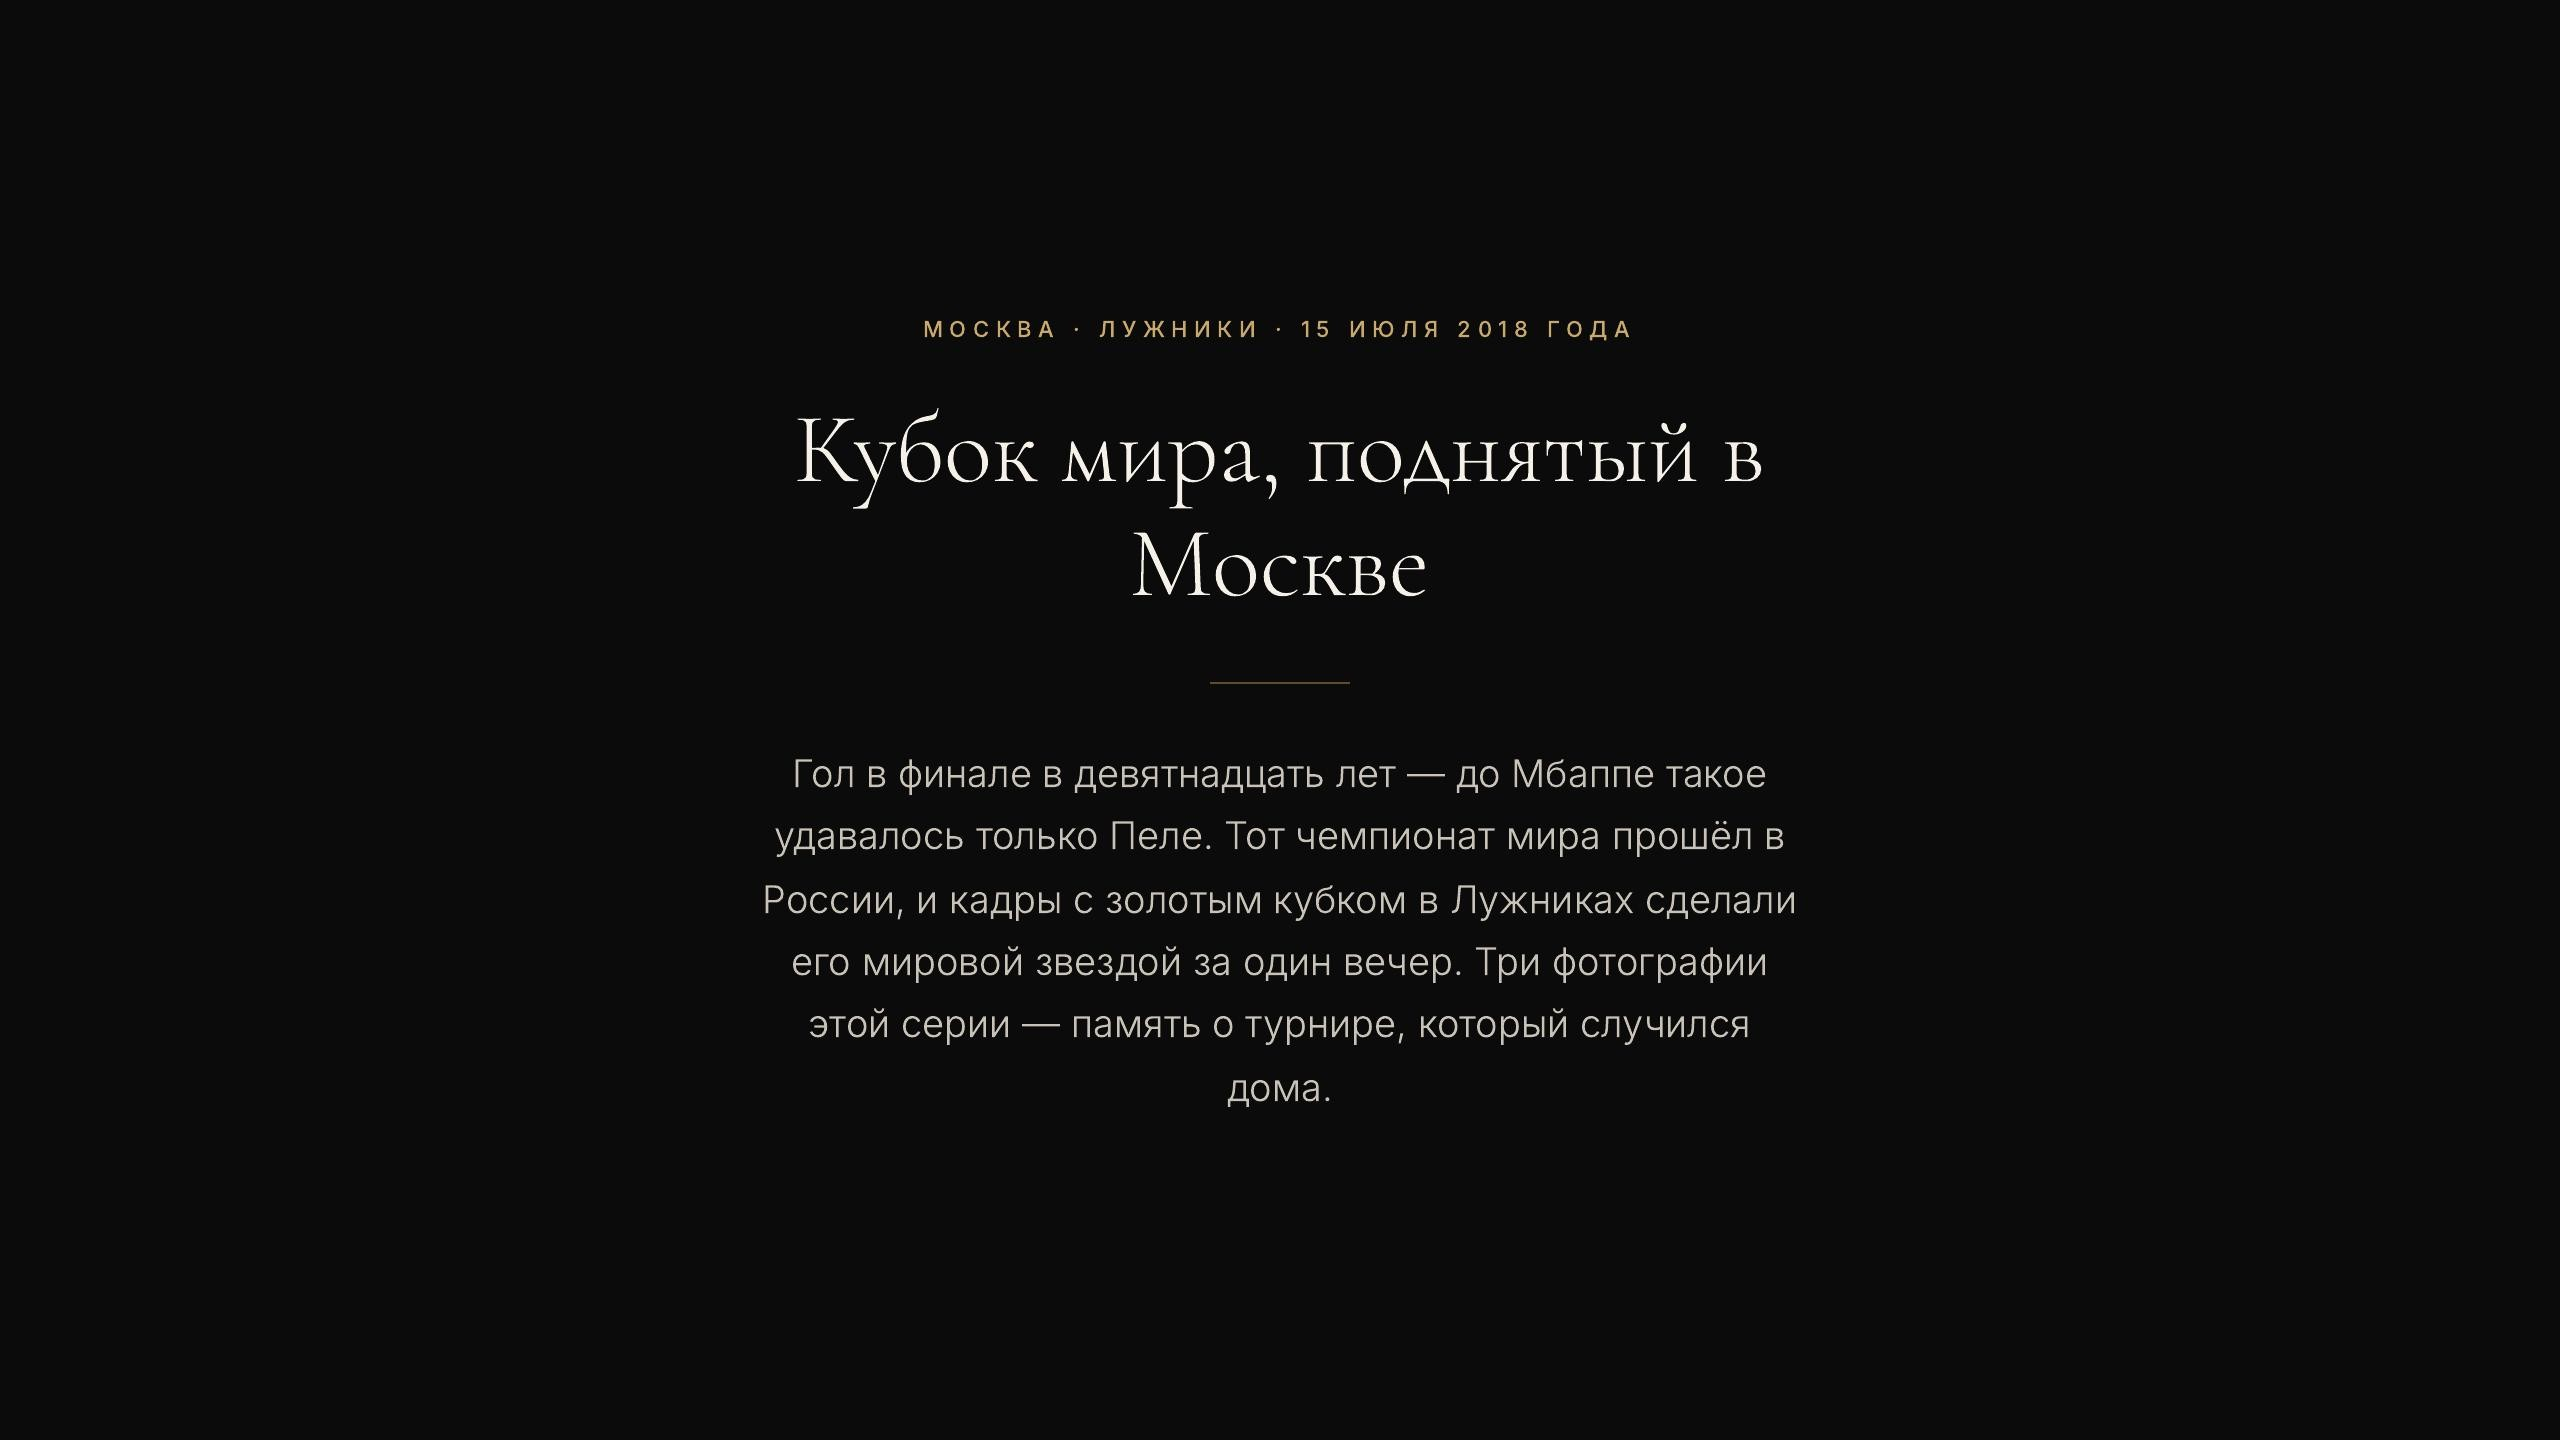 МОСКВА · ЛУЖНИКИ · 15 ИЮЛЯ 2018 ГОДА
Кубок мира, поднятый в
Москве
Гол в финале в девятнадцать лет — до Мбаппе такое
удавалось только Пеле. Тот чемпионат мира прошёл в
России, и кадры с золотым кубком в Лужниках сделали
его мировой звездой за один вечер. Три фотографии
этой серии — память о турнире, который случился
дома.